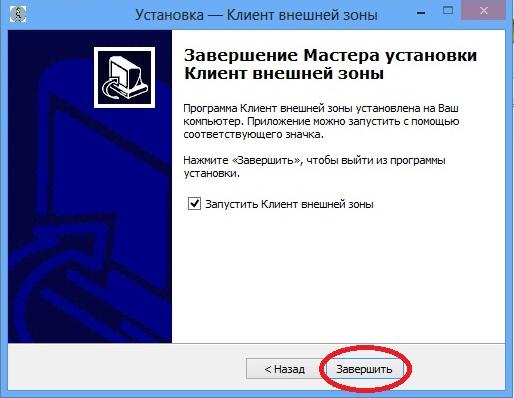 Установка — Клиент внешней зоны
Завершение Мастера установки
Клиент внешней зоны
Программа Клиент внешней зоны установлена на Ваш
компьютер. Приложение можно запустить с помощью
соответствующего значка.
Нажмите «Завершить», чтобы выйти из программы
установки.
Запустить Клиент внешней зоны
< Назад
Завершить